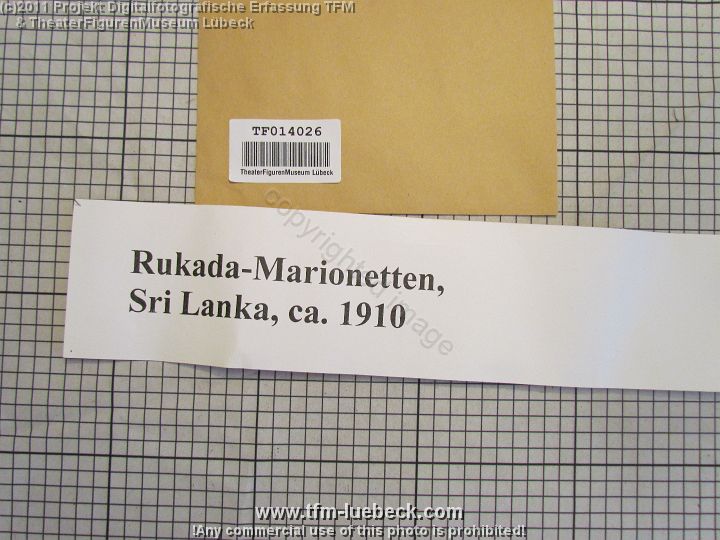 (c)2011 Projekt Digitalfotografische Erfassung TFM
& TheaterFigurenMuseum Lübeck
TF014026
TheaterFigurenMuseum Lübeck
copyrighted image
Rukada-Marionetten,
Sri Lanka, ca. 1910
www.tfm-luebeck.com
!Any commercial use of this photo is prohibited!